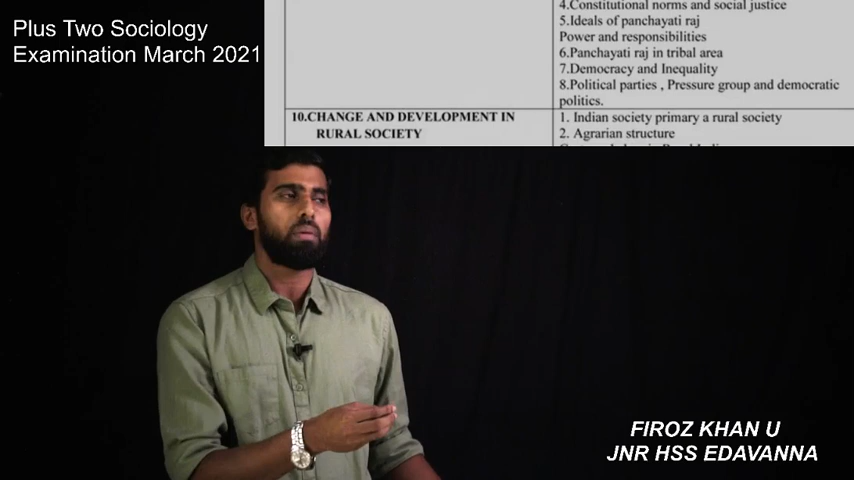 Plus Two Sociology
Examination March 2021
4.Constitutional norms and social justice
5.Ideals of panchayati raj
Power and responsibilities
6.Panchayati raj in tribal area
7.Democracy and Inequality
8.Political parties , Pressure group and democratic
politics.
10.CHANGE AND DEVELOPMENT IN
RURAL SOCIETY
1. Indian society primary a rural society
2. Agrarian structure
FIROZ KHAN U
JNR HSS EDAVANNA